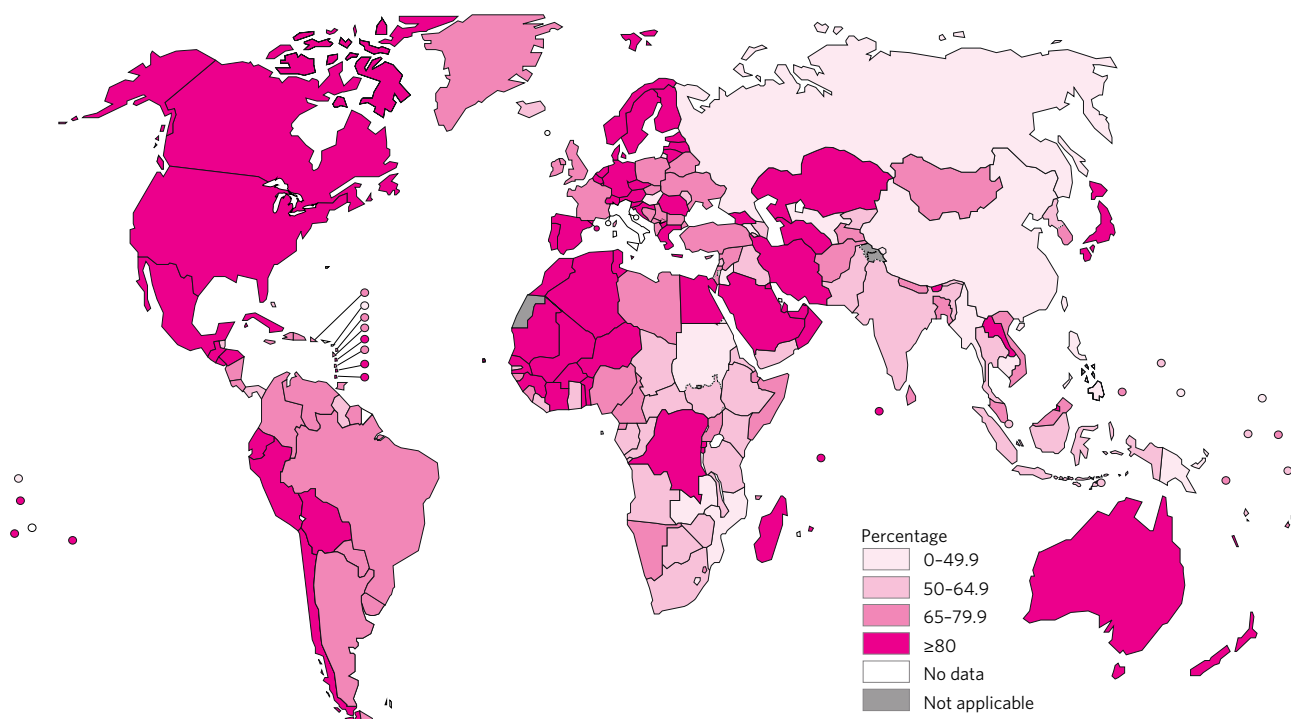 Percentage
0–49.9
50–64.9
65–79.9
≥80
No data
Not applicable